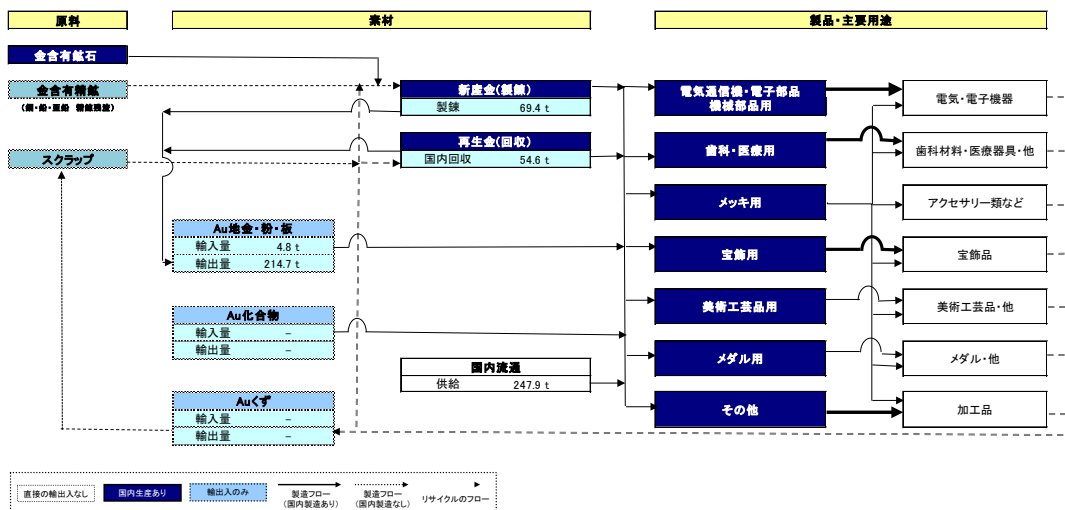 原料
素材
製品・主要用途
金含有鉱石
金含有精鉱
(銅・鉛・亜鉛 精鉱残渣)
スクラップ
新産金(製錬)
製錬 69.4 t
再生金(回収)
国内回収 54.6 t
Au地金・粉・板
輸入量 4.8 t
輸出量 214.7 t
Au化合物
輸入量 －
輸出量 －
国内流通
供給 247.9 t
Auくず
輸入量 －
輸出量 －
電気通信機・電子部品
機械部品用
歯科・医療用
メッキ用
宝飾用
美術工芸品用
メダル用
その他
電気・電子機器
歯科材料・医療器具・他
アクセサリー類など
宝飾品
美術工芸品・他
メダル・他
加工品
直接の輸出入なし
国内生産あり
輸出入のみ
製造フロー
(国内製造あり)
製造フロー
(国内製造なし)
リサイクルのフロー